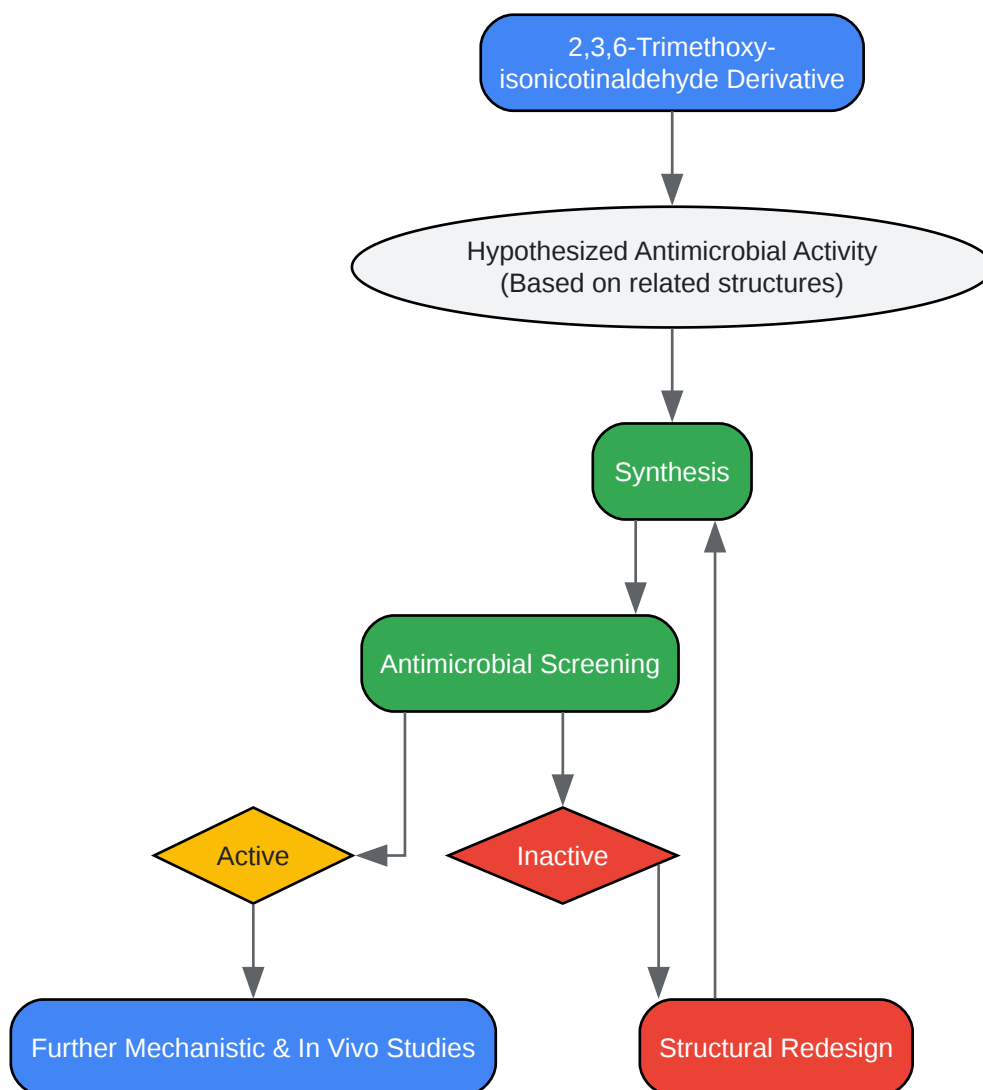 2,3,6-Trimethoxy-
isonicotinaldehyde Derivative
Hypothesized Antimicrobial Activity
(Based on related structures)
Synthesis
Antimicrobial Screening
Active
Inactive
Further Mechanistic & In Vivo Studies
Structural Redesign